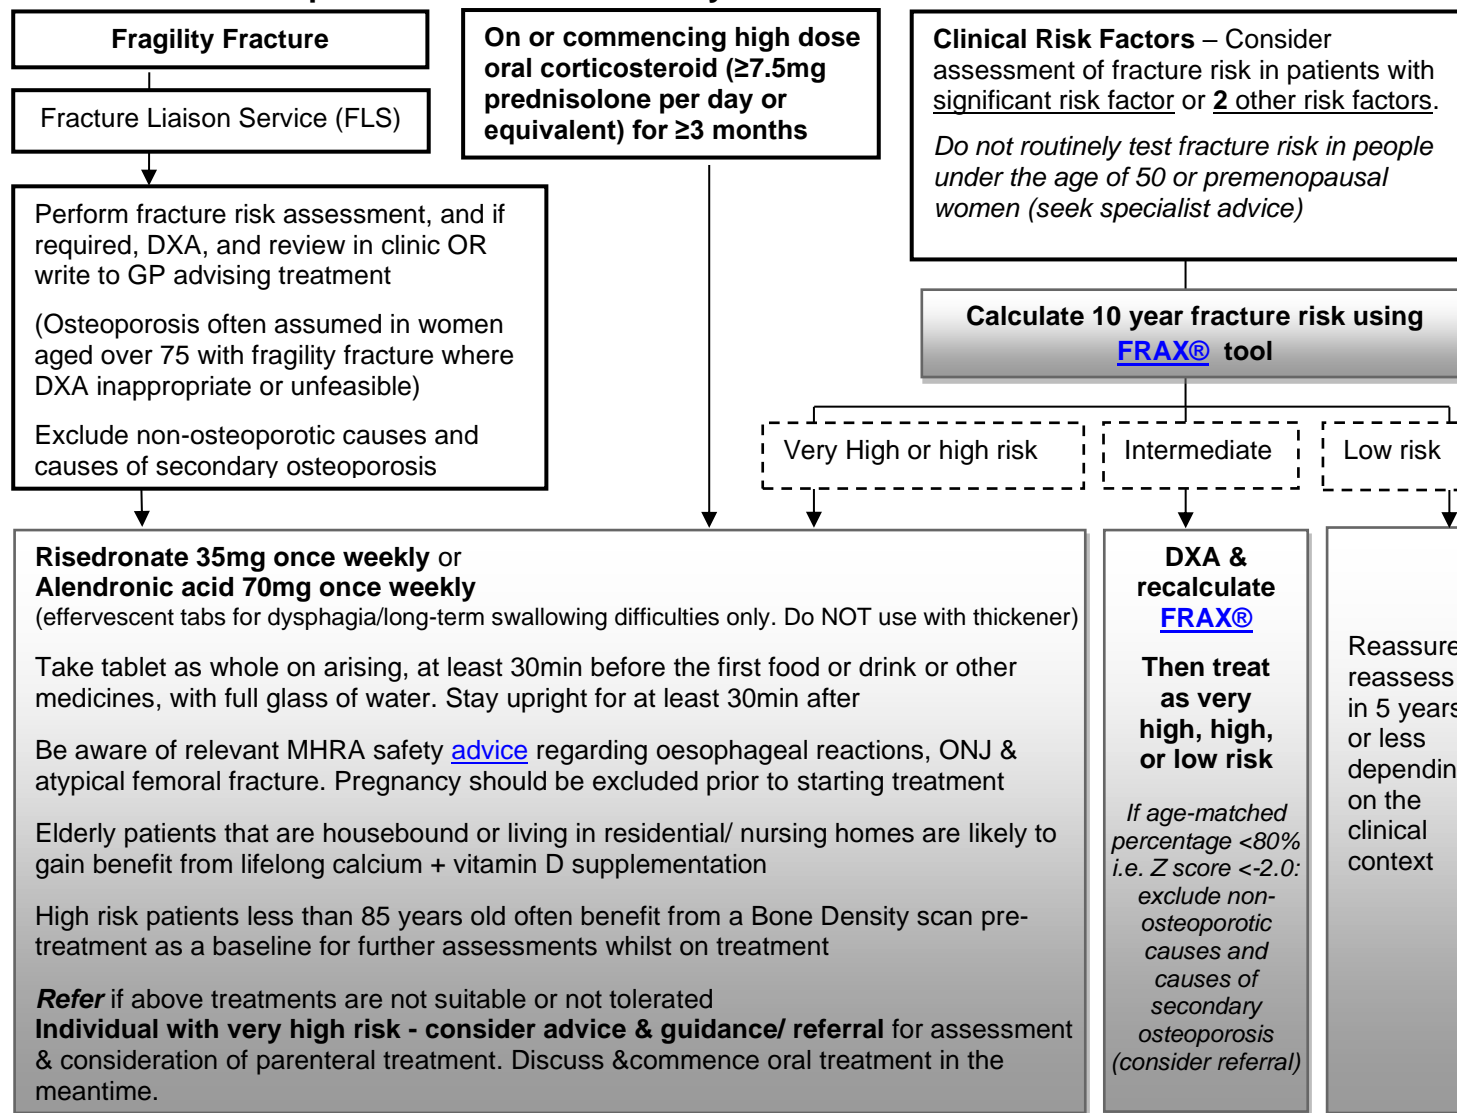 Fragility Fracture
Fracture Liaison Service (FLS)
Perform fracture risk assessment, and if
required, DXA, and review in clinic OR
write to GP advising treatment
(Osteoporosis often assumed in women
aged over 75 with fragility fracture where
DXA inappropriate or unfeasible)
Exclude non-osteoporotic causes and
causes of secondary osteoporosis
On or commencing high dose
oral corticosteroid (≥7.5mg
prednisolone per day or
equivalent) for ≥3 months
Clinical Risk Factors – Consider
assessment of fracture risk in patients with
significant risk factor or 2 other risk factors.
Do not routinely test fracture risk in people
under the age of 50 or premenopausal
women (seek specialist advice)
Calculate 10 year fracture risk using
FRAX® tool
Very High or high risk
Intermediate
Low risk
Risedronate 35mg once weekly or
Alendronic acid 70mg once weekly
(effervescent tabs for dysphagia/long-term swallowing difficulties only. Do NOT use with thickener)
Take tablet as whole on arising, at least 30min before the first food or drink or other
medicines, with full glass of water. Stay upright for at least 30min after
Be aware of relevant MHRA safety advice regarding oesophageal reactions, ONJ &
atypical femoral fracture. Pregnancy should be excluded prior to starting treatment
Elderly patients that are housebound or living in residential/ nursing homes are likely to
gain benefit from lifelong calcium + vitamin D supplementation
High risk patients less than 85 years old often benefit from a Bone Density scan pre-
treatment as a baseline for further assessments whilst on treatment
Refer if above treatments are not suitable or not tolerated
Individual with very high risk - consider advice & guidance/ referral for assessment
& consideration of parenteral treatment. Discuss &commence oral treatment in the
meantime.
DXA &
recalculate
FRAX®
Then treat
as very
high, high,
or low risk
If age-matched
percentage <80%
i.e. Z score <-2.0:
exclude non-
osteoporotic
causes and
causes of
secondary
osteoporosis
(consider referral)
Reassure
reassess
in 5 years
or less
dependin
on the
clinical
context